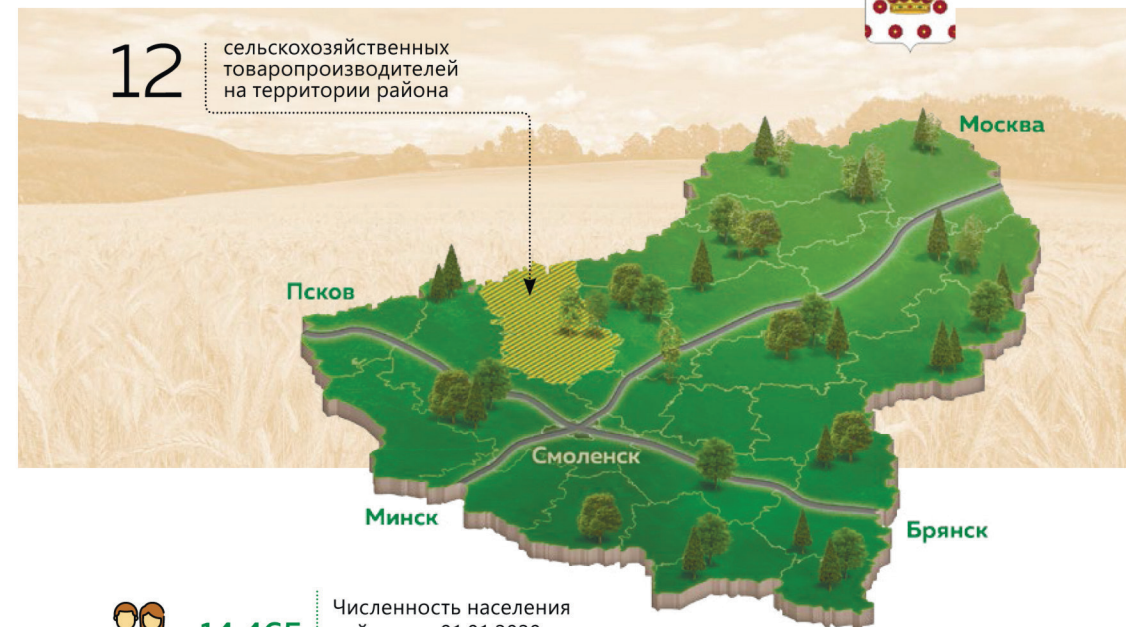 12
сельскохозяйственных
товаропроизводителей
на территории района
Москва
Псков
Смоленск
Минск
Брянск
Численность населения